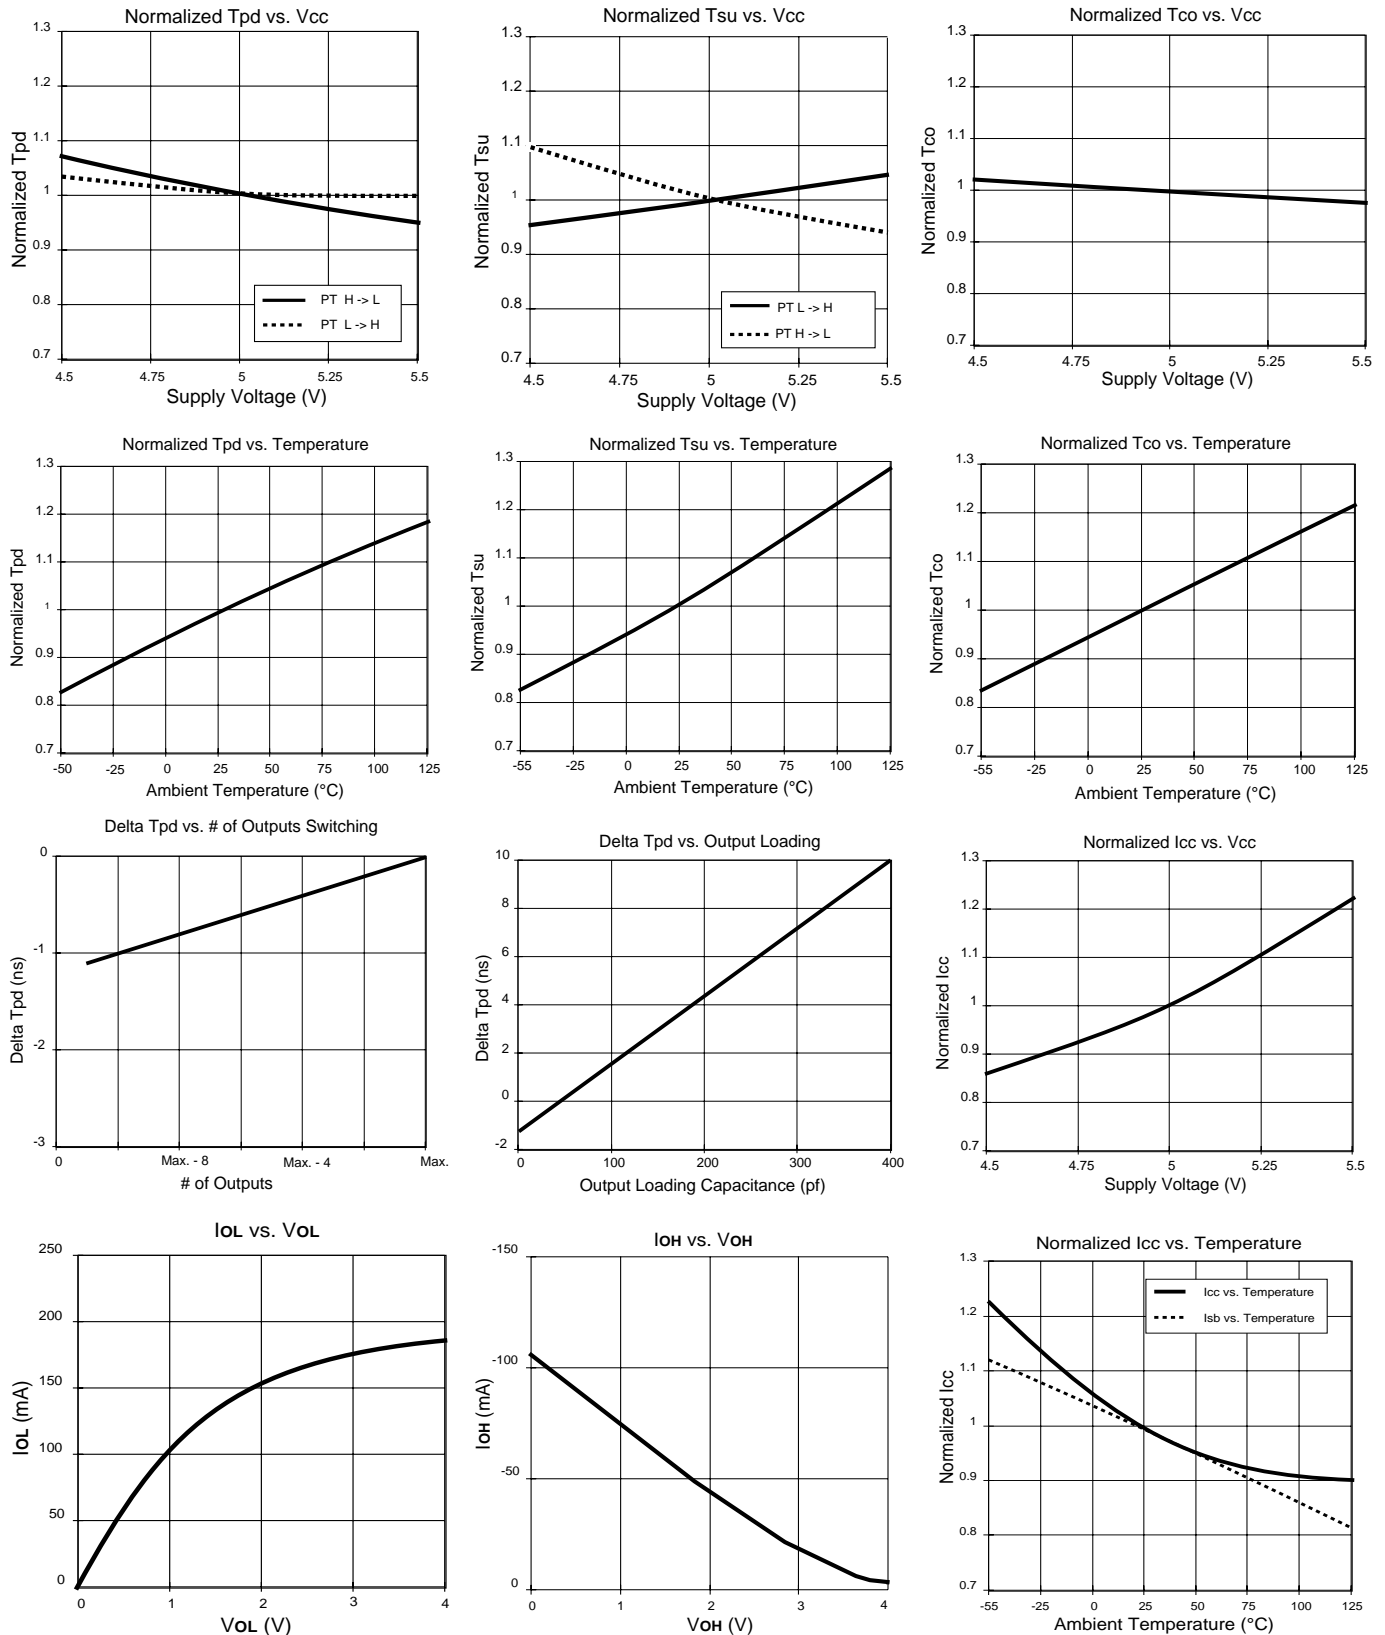 Normalized Tpd vs. Vcc
Normalized Tpd
1.3
1.2
1.1
1
0.9
0.8
0.7
PT H -> L
PT L -> H
4.5 4.75 5 5.25 5.5
Supply Voltage (V)
Normalized Tsu vs. Vcc
Normalized Tsu
1.3
1.2
1.1
1
0.9
0.8
0.7
PT L -> H
PT H -> L
4.5 4.75 5 5.25 5.5
Supply Voltage (V)
Normalized Tco vs. Vcc
Normalized Tco
1.3
1.2
1.1
1
0.9
0.8
0.7
4.5 4.75 5 5.25 5.5
Supply Voltage (V)
Normalized Tpd vs. Temperature
Normalized Tpd
1.3
1.2
1.1
1
0.9
0.8
0.7
-50 -25 0 25 50 75 100 125
Ambient Temperature (°C)
Normalized Tsu vs. Temperature
Normalized Tsu
1.3
1.2
1.1
1
0.9
0.8
0.7
-55 -25 0 25 50 75 100 125
Ambient Temperature (°C)
Normalized Tco vs. Temperature
Normalized Tco
1.3
1.2
1.1
1
0.9
0.8
0.7
-55 -25 0 25 50 75 100 125
Ambient Temperature (°C)
Delta Tpd vs. # of Outputs Switching
Delta Tpd (ns)
0
-1
-2
-3
0 Max. - 8 Max. - 4 Max.
# of Outputs
Delta Tpd vs. Output Loading
Delta Tpd (ns)
10
8
6
4
2
0
-2
0 100 200 300 400
Output Loading Capacitance (pf)
Normalized Icc vs. Vcc
Normalized Icc
1.3
1.2
1.1
1
0.9
0.8
0.7
4.5 4.75 5 5.25 5.5
Supply Voltage (V)
IOL vs. VOL
IOL (mA)
250
200
150
100
50
0
0 1 2 3 4
VOL (V)
IOH vs. VOH
IOH (mA)
-150
-100
-50
0
0 1 2 3 4
VOH (V)
Normalized Icc vs. Temperature
Normalized Icc
1.3
1.2
1.1
1
0.9
0.8
0.7
Icc vs. Temperature
Isb vs. Temperature
-55 -25 0 25 50 75 100 125
Ambient Temperature (°C)